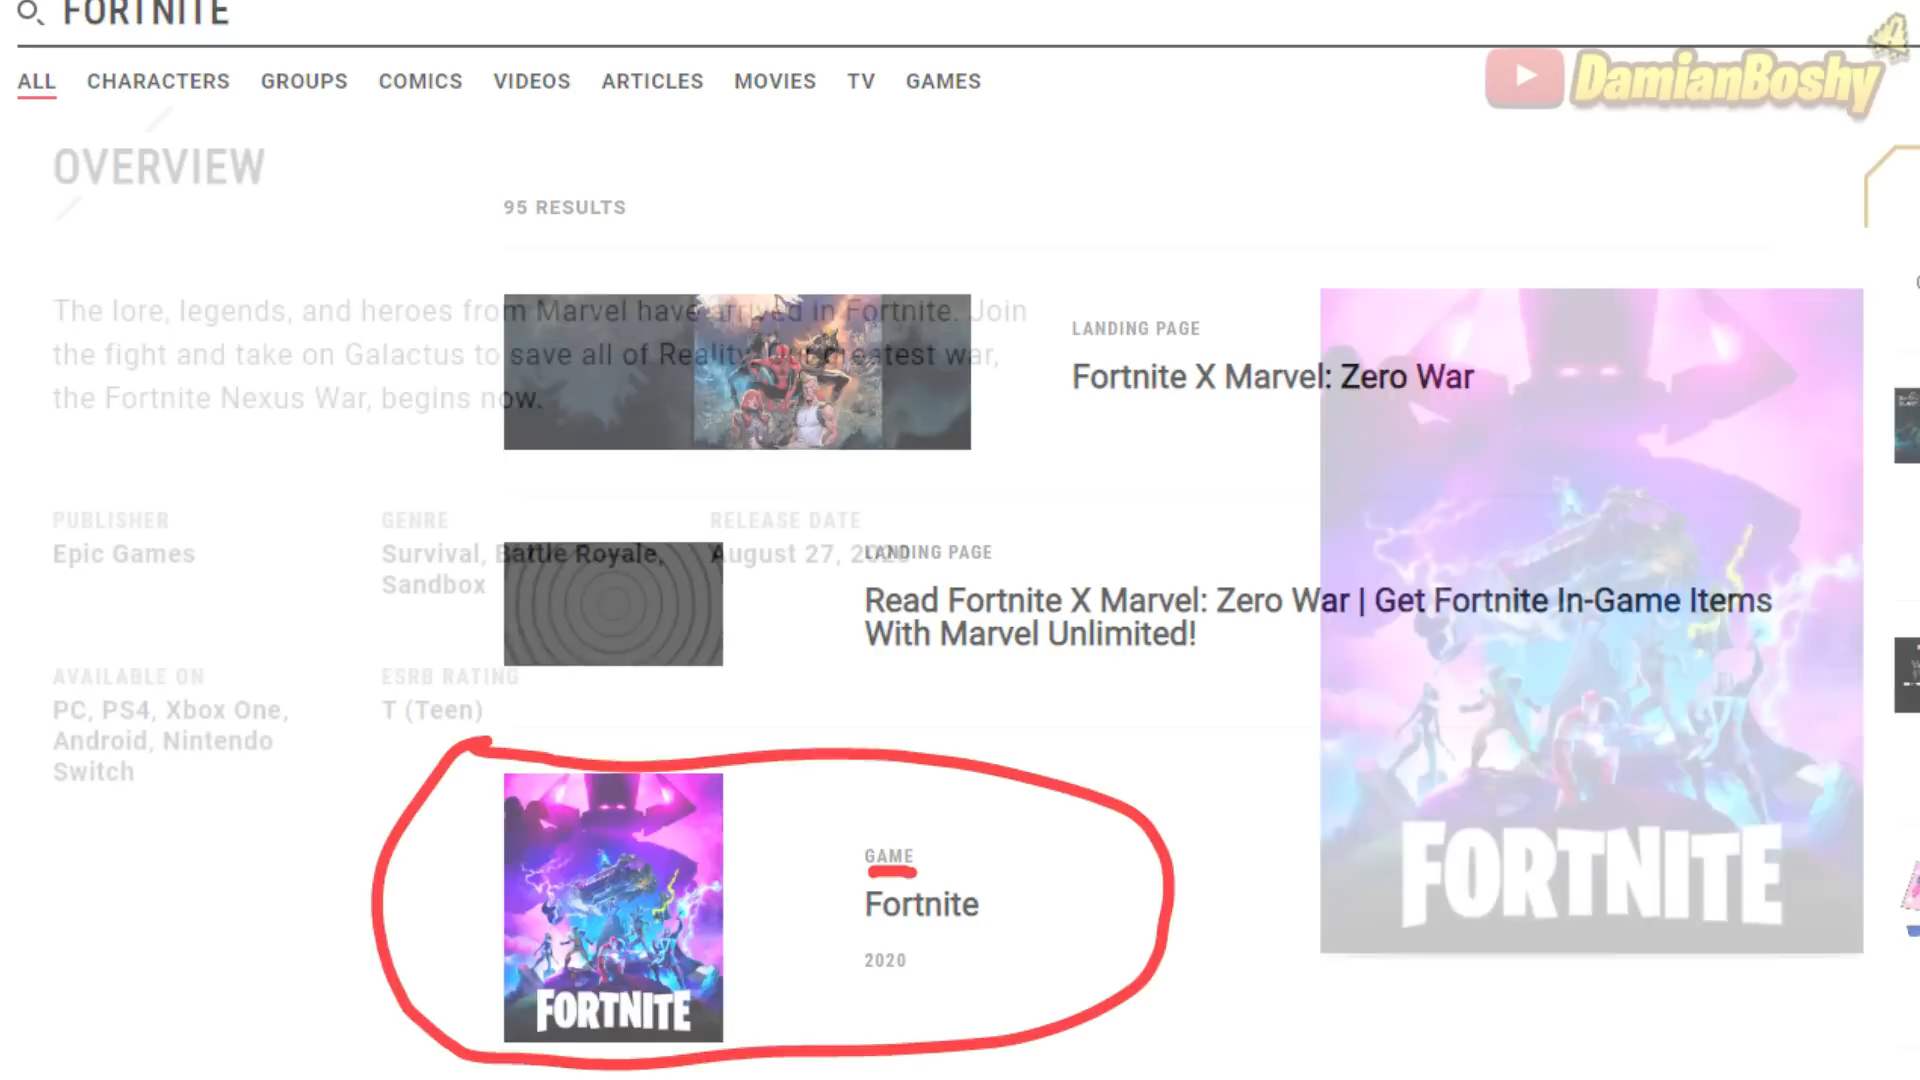 FORTNITE
ALL CHARACTERS GROUPS COMICS VIDEOS ARTICLES MOVIES TV GAMES
DamianBoshy
OVERVIEW
95 RESULTS
The lore, legends, and heroes from Marvel have arrived in Fortnite. Join
the fight and take on Galactus to save all of Reality. Our greatest war,
the Fortnite Nexus War, begins now.
LANDING PAGE
Fortnite X Marvel: Zero War
PUBLISHER
Epic Games
GENRE
Survival, Battle Royale,
Sandbox
RELEASE DATE
August 27, 2020
LANDING PAGE
Read Fortnite X Marvel: Zero War | Get Fortnite In-Game Items
With Marvel Unlimited!
AVAILABLE ON
PC, PS4, Xbox One,
Android, Nintendo
Switch
ESRB RATING
T (Teen)
GAME
Fortnite
2020
FORTNITE
FORTNITE